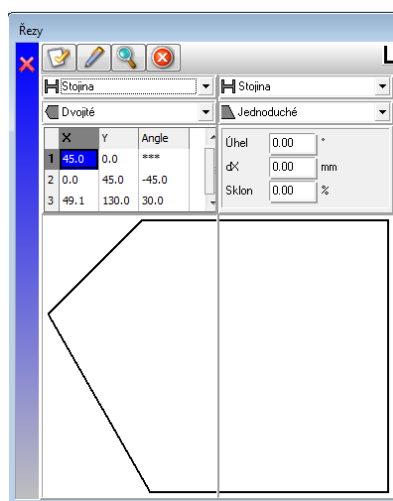 Řezy
L
Stojina Stojina
Dvojité Jednoduché
X Y Angle
1 45.0 0.0 ***
2 0.0 45.0 -45.0
3 49.1 130.0 30.0
Úhel 0.00 °
dX 0.00 mm
Sklon 0.00 %